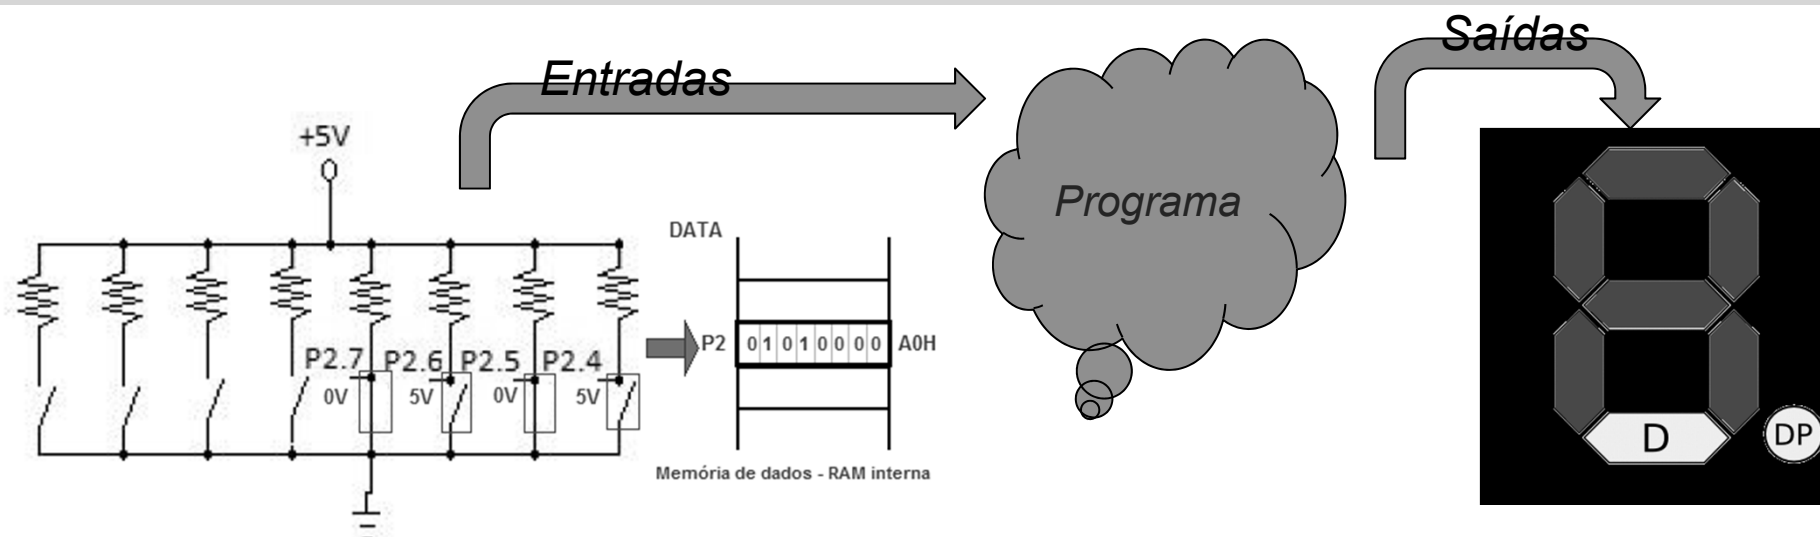 Entradas
Saídas
+5V
Programa
DATA
P2.7 P2.6 P2.5 P2.4
0V 5V 0V 5V
P2 0 1 0 1 0 0 0 0 A0H
Memória de dados - RAM interna
D
DP